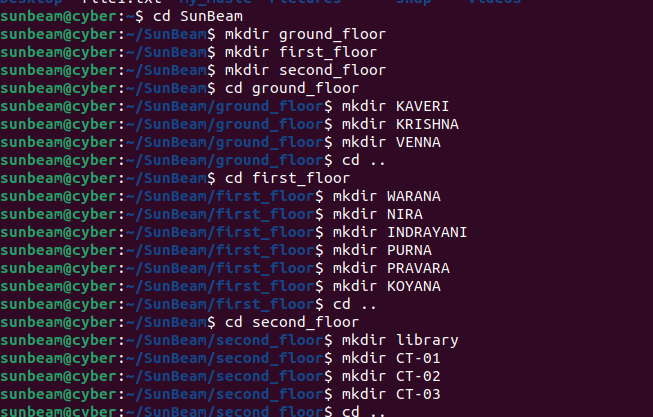 sunbeam@cyber:~$ cd SunBeam
sunbeam@cyber:~/SunBeam$ mkdir ground_floor
sunbeam@cyber:~/SunBeam$ mkdir first_floor
sunbeam@cyber:~/SunBeam$ mkdir second_floor
sunbeam@cyber:~/SunBeam$ cd ground_floor
sunbeam@cyber:~/SunBeam/ground_floor$ mkdir KAVERI
sunbeam@cyber:~/SunBeam/ground_floor$ mkdir KRISHNA
sunbeam@cyber:~/SunBeam/ground_floor$ mkdir VENNA
sunbeam@cyber:~/SunBeam/ground_floor$ cd ..
sunbeam@cyber:~/SunBeam$ cd first_floor
sunbeam@cyber:~/SunBeam/first_floor$ mkdir WARANA
sunbeam@cyber:~/SunBeam/first_floor$ mkdir NIRA
sunbeam@cyber:~/SunBeam/first_floor$ mkdir INDRAYANI
sunbeam@cyber:~/SunBeam/first_floor$ mkdir PURNA
sunbeam@cyber:~/SunBeam/first_floor$ mkdir PRAVARA
sunbeam@cyber:~/SunBeam/first_floor$ mkdir KOYANA
sunbeam@cyber:~/SunBeam/first_floor$ cd ..
sunbeam@cyber:~/SunBeam$ cd second_floor
sunbeam@cyber:~/SunBeam/second_floor$ mkdir library
sunbeam@cyber:~/SunBeam/second_floor$ mkdir CT-01
sunbeam@cyber:~/SunBeam/second_floor$ mkdir CT-02
sunbeam@cyber:~/SunBeam/second_floor$ mkdir CT-03
sunbeam@cyber:~/SunBeam/second_floor$ cd ..